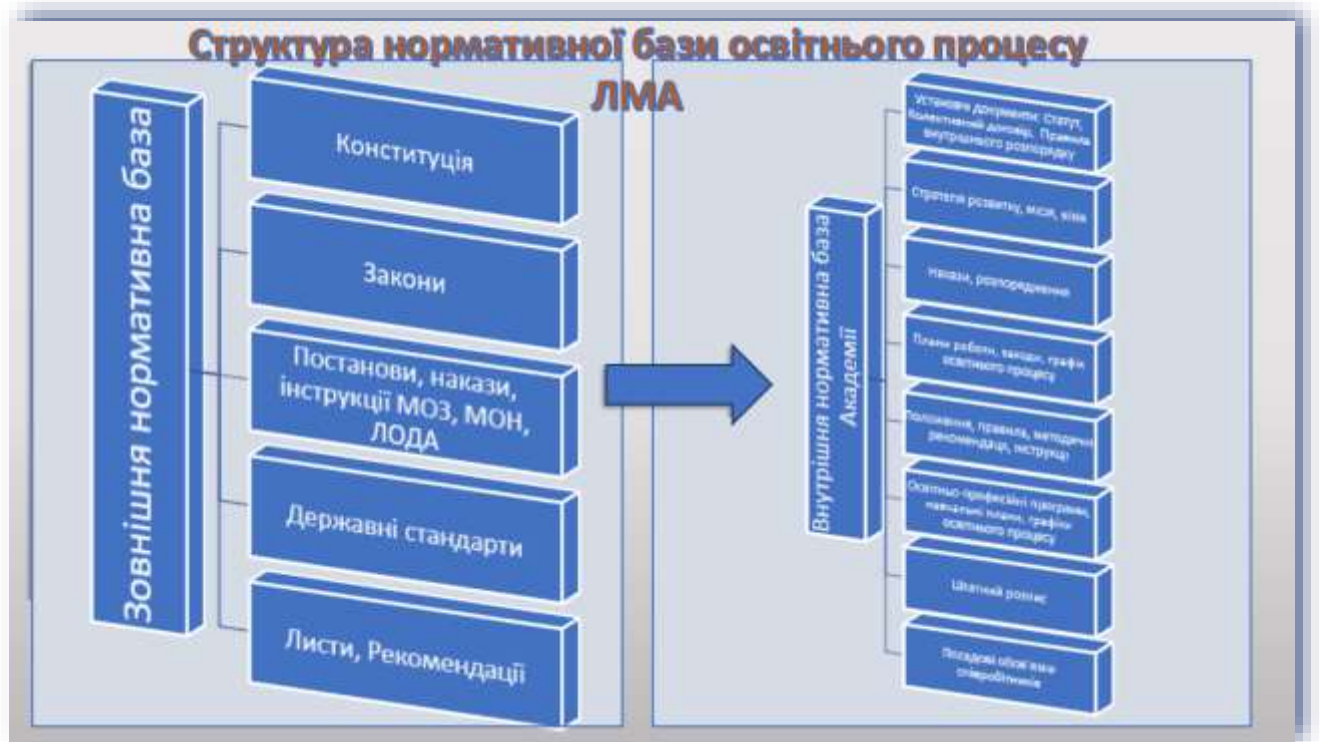 Структура нормативної бази освітнього процесу
ЛМА
Зовнішня нормативна база
Конституція
Закони
Постанови, накази,
інструкції МОЗ, МОН,
ЛОДА
Державні стандарти
Листи, Рекомендації
Внутрішня нормативна база
Академії
Установчі документи: Статут,
Колективний договір, Правила
внутрішнього розпорядку
Стратегія розвитку, місія, візія
Накази, розпорядження
Плани роботи, заходи, графік
освітнього процесу
Положення, правила, методичні
рекомендації, інструкції
Освітньо-професійні програми,
навчальні плани, графіки
освітнього процесу
Штатний розпис
Посадові обов'язки
співробітників